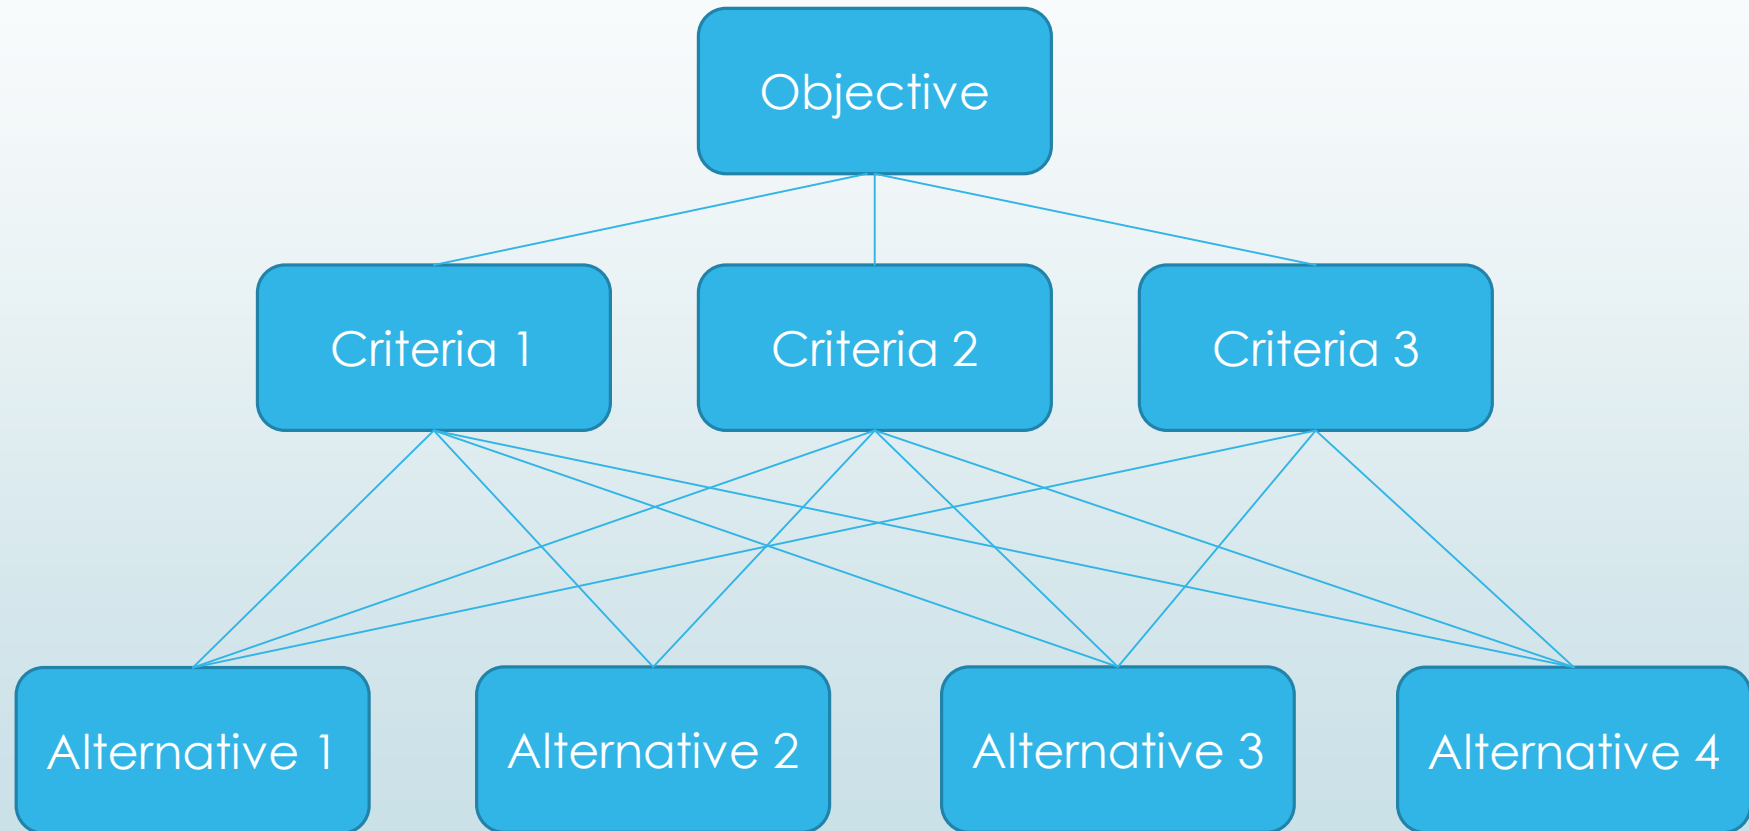 Objective
Criteria 1
Criteria 2
Criteria 3
Alternative 1
Alternative 2
Alternative 3
Alternative 4